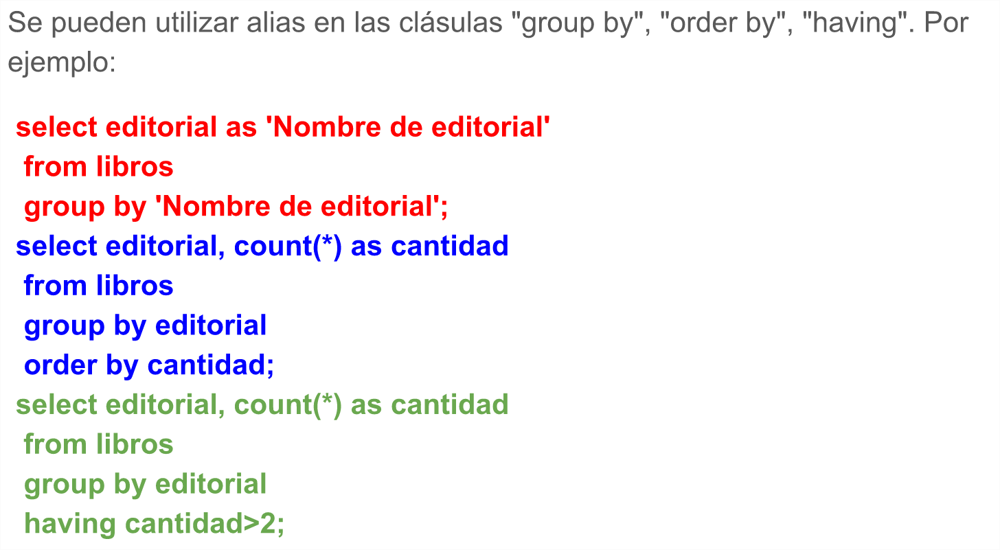 Se pueden utilizar alias en las clásulas "group by", "order by", "having". Por
ejemplo:
select editorial as 'Nombre de editorial'
from libros
group by 'Nombre de editorial';
select editorial, count(*) as cantidad
from libros
group by editorial
order by cantidad;
select editorial, count(*) as cantidad
from libros
group by editorial
having cantidad>2;